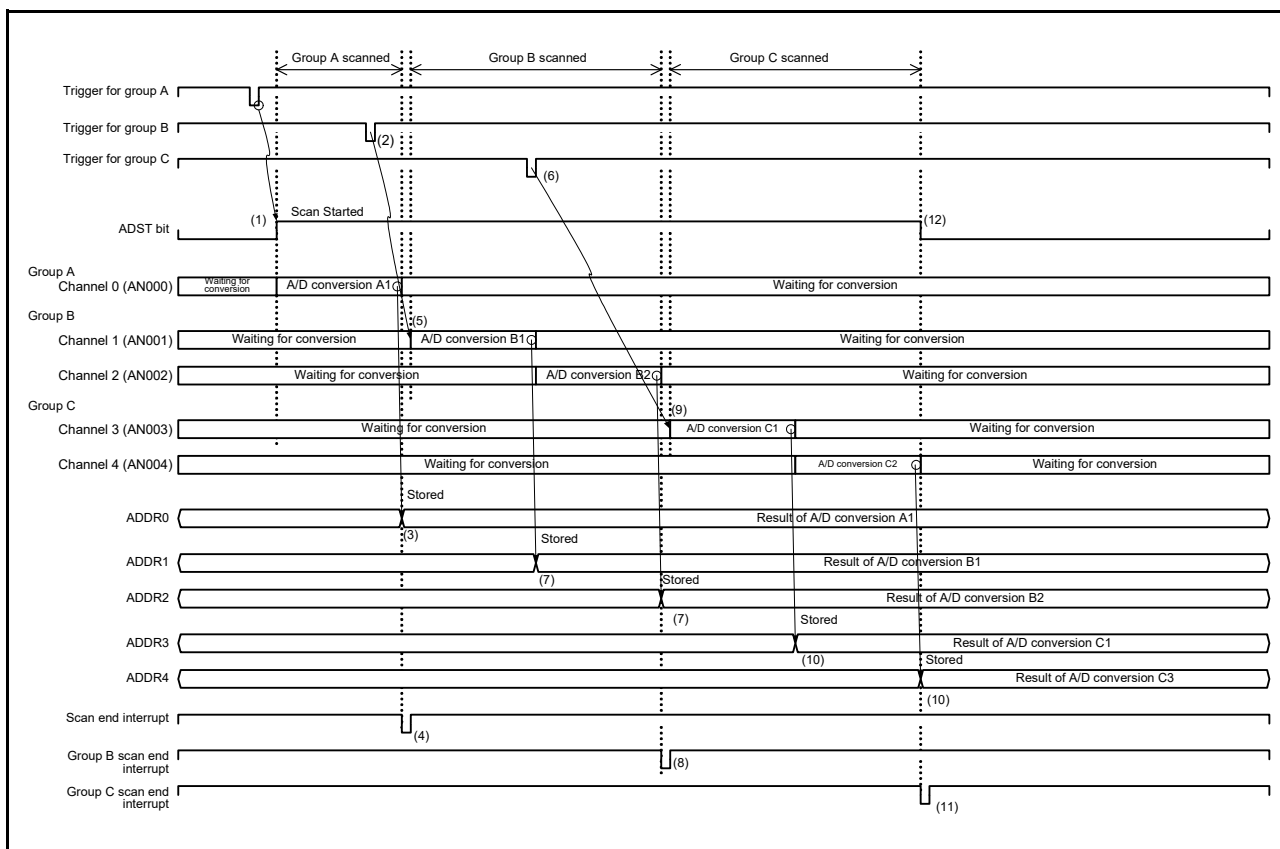 Group A scanned Group B scanned Group C scanned
Trigger for group A
Trigger for group B (2)
Trigger for group C (6)
(1) Scan Started (12)
ADST bit
Group A
Channel 0 (AN000) Waiting for conversion A/D conversion A1 Waiting for conversion
Group B (5)
Channel 1 (AN001) Waiting for conversion A/D conversion B1 Waiting for conversion
Channel 2 (AN002) Waiting for conversion A/D conversion B2 Waiting for conversion
Group C (9)
Channel 3 (AN003) Waiting for conversion A/D conversion C1 Waiting for conversion
Channel 4 (AN004) Waiting for conversion A/D conversion C2 Waiting for conversion
Stored
ADDR0 Result of A/D conversion A1
(3) Stored
ADDR1 Result of A/D conversion B1
(7) Stored
ADDR2 Result of A/D conversion B2
(7) Stored
ADDR3 Result of A/D conversion C1
(10) Stored
ADDR4 Result of A/D conversion C3
(10)
Scan end interrupt
(4)
Group B scan end
interrupt (8)
Group C scan end
interrupt (11)